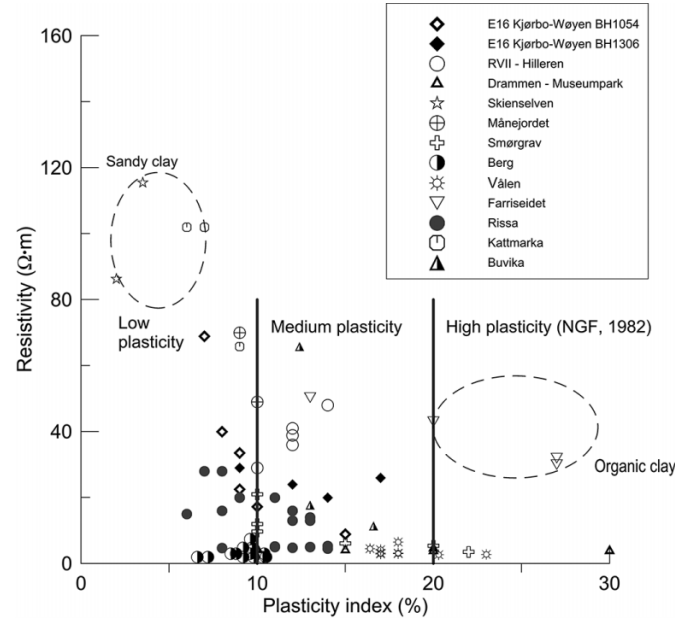 160
120
80
40
0
Resistivity (Ω·m)
E16 Kjørbo-Wøyen BH1054
E16 Kjørbo-Wøyen BH1306
RVII - Hilleren
Drammen - Museumpark
Skienselven
Månejordet
Smørgrav
Berg
Vålen
Farriseidet
Rissa
Kattmarka
Buvika
Sandy clay
Low
plasticity
Medium plasticity
High plasticity (NGF, 1982)
Organic clay
0
10
20
30
Plasticity index (%)